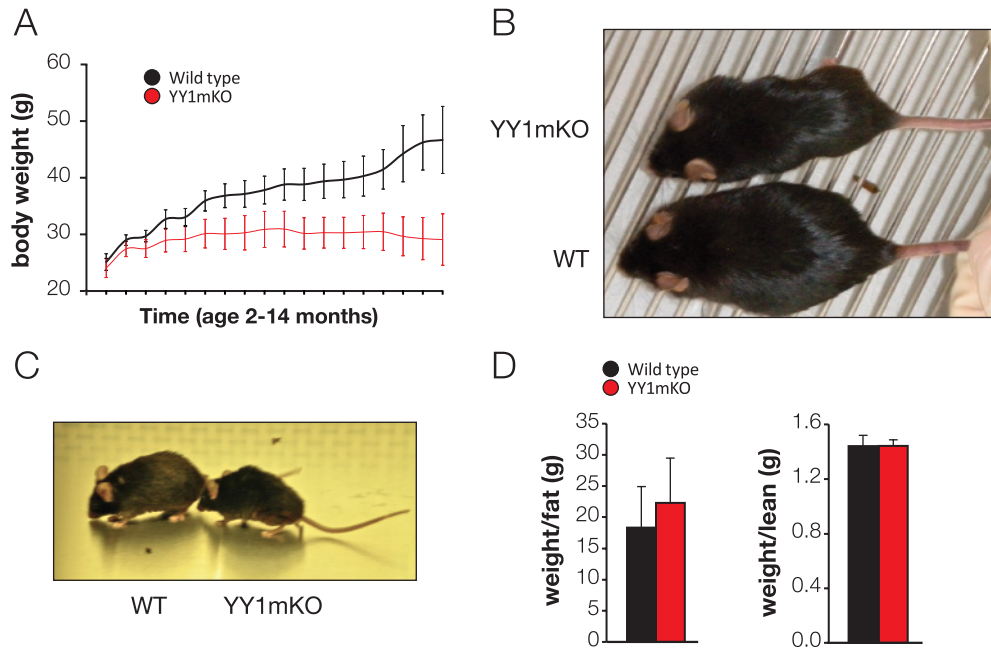 A
60
50
40
30
20
body weight (g)
Wild type
YY1mKO
Time (age 2-14 months)
B
YY1mKO
WT
C
WT
YY1mKO
D
Wild type
YY1mKO
35
30
25
20
15
10
5
0
weight/fat (g)
1.6
1.2
0.8
0.4
0.0
weight/lean (g)